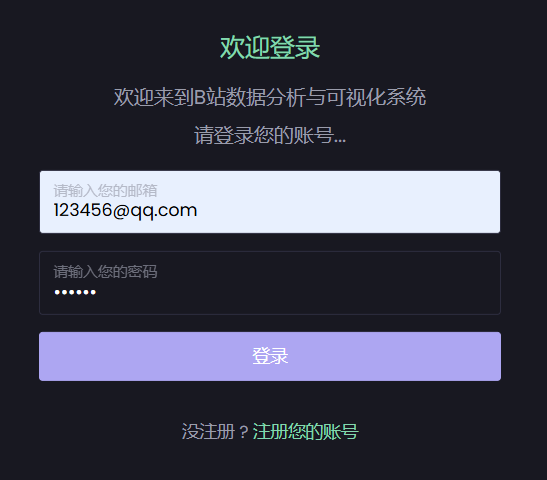 欢迎登录
欢迎来到B站数据分析与可视化系统
请登录您的账号...
请输入您的邮箱
123456@qq.com
请输入您的密码
••••••
登录
没注册？注册您的账号